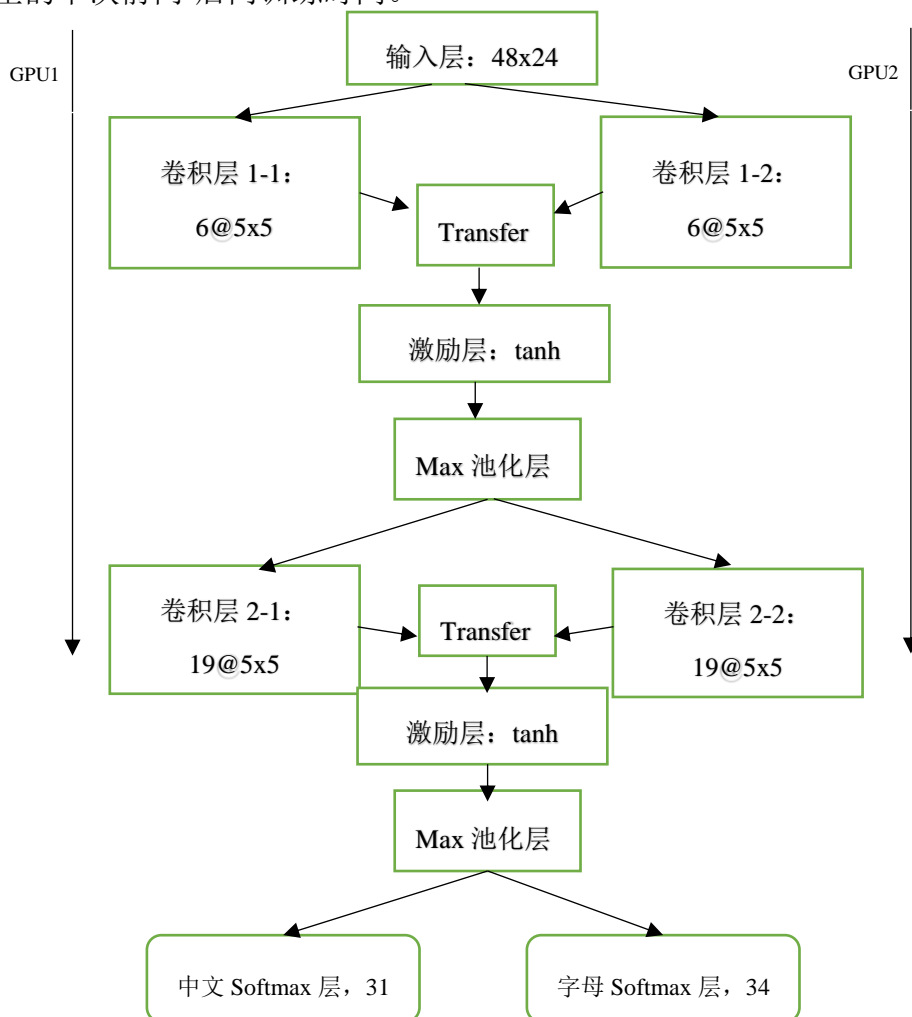 输入层：48x24
GPU1
GPU2
卷积层 1-1：
6@5x5
卷积层 1-2：
6@5x5
Transfer
激励层：tanh
Max 池化层
卷积层 2-1：
19@5x5
Transfer
卷积层 2-2：
19@5x5
激励层：tanh
Max 池化层
中文 Softmax 层，31
字母 Softmax 层，34